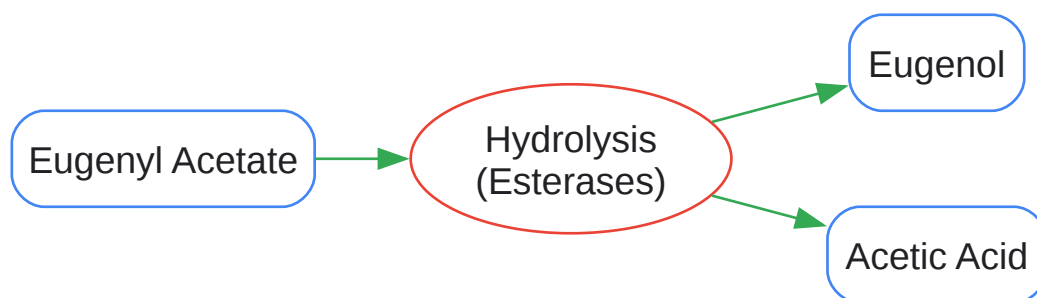 Eugenyl Acetate
Hydrolysis
(Esterases)
Eugenol
Acetic Acid